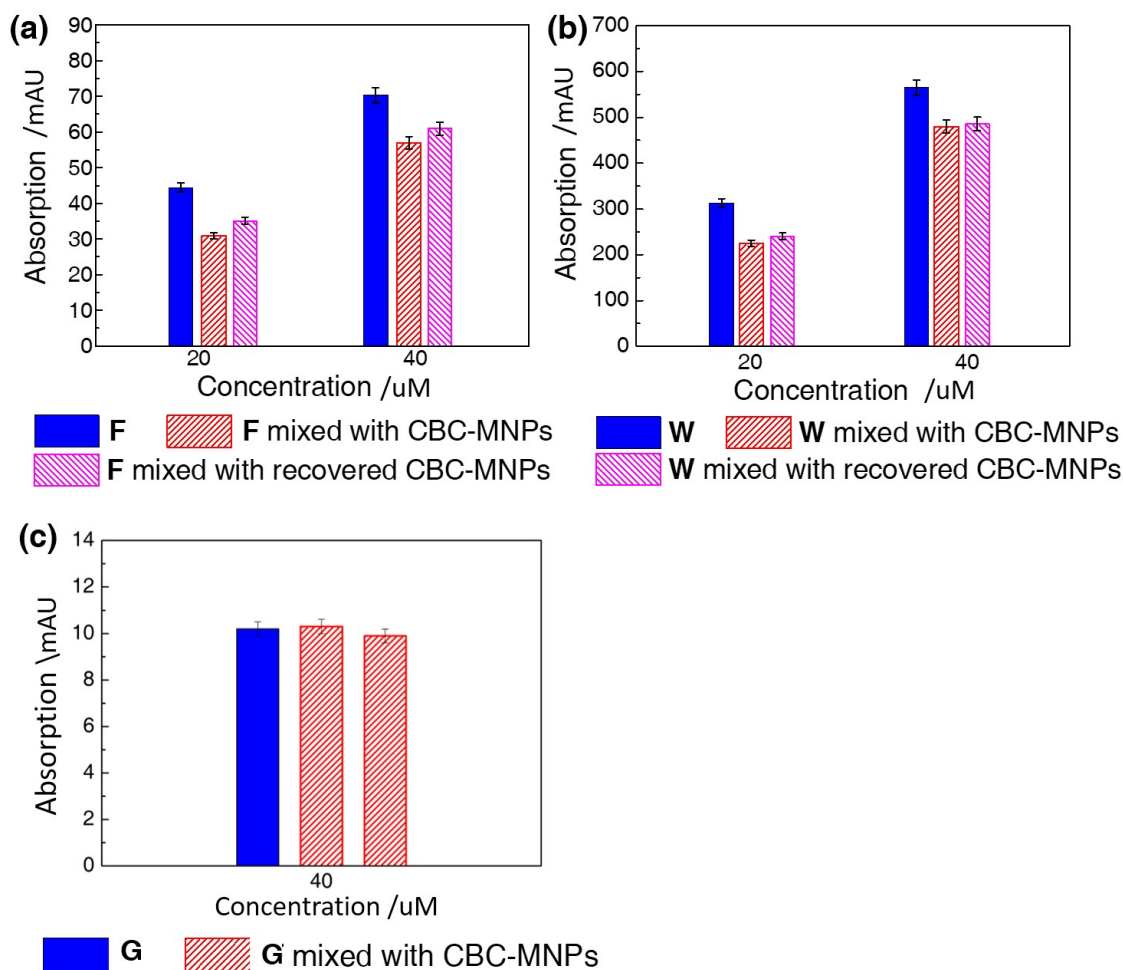 (a)
90
80
70
60
50
40
30
20
10
0
Absorption /mAU
20 40
Concentration /uM
F F mixed with CBC-MNPs
F mixed with recovered CBC-MNPs
(b)
700
600
500
400
300
200
100
0
Absorption /mAU
20 40
Concentration /uM
W W mixed with CBC-MNPs
W mixed with recovered CBC-MNPs
(c)
14
12
10
8
6
4
2
0
Absorption \mAU
40
Concentration /uM
G G mixed with CBC-MNPs